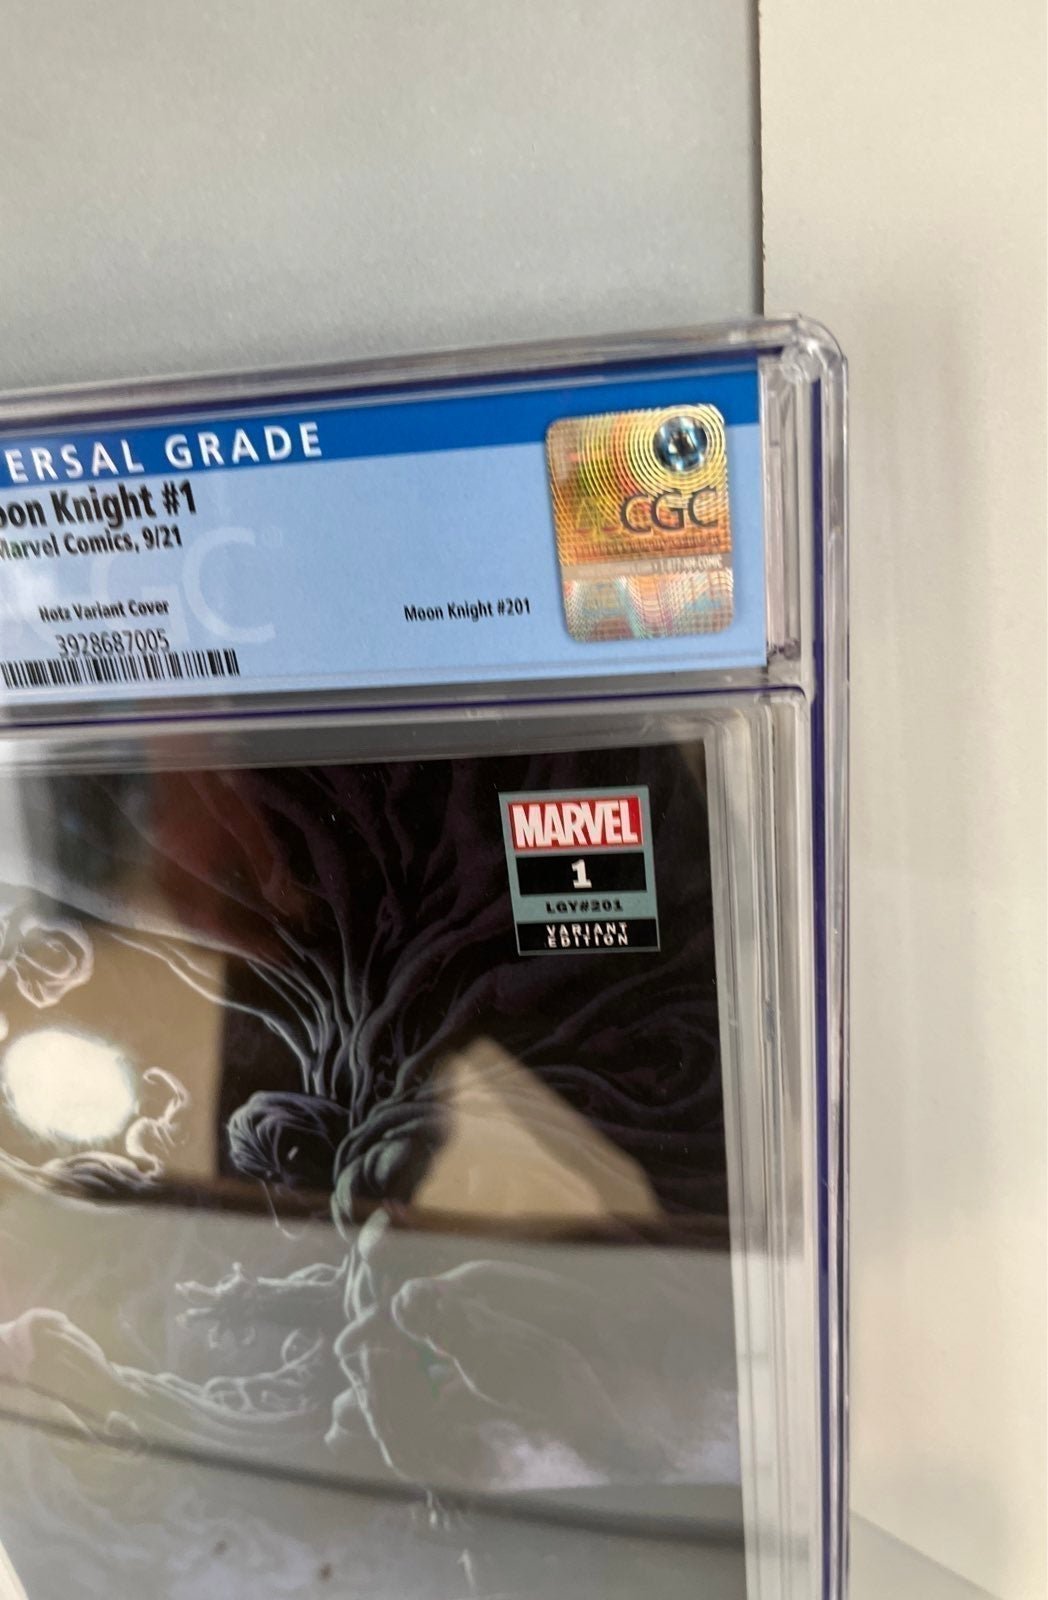 ERSAL GRADE
oon Knight #1
Marvel Comics, 9/21
Hotz Variant Cover
Moon Knight #201
3928687005
CGC
CGC
MARVEL
1
LGY#201
VARIANT
EDITION